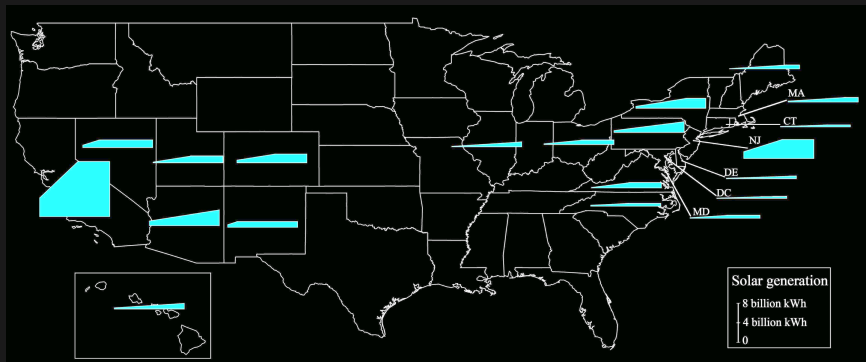 MA
CT
NJ
DE
DC
MD
Solar generation
8 billion kWh
4 billion kWh
0